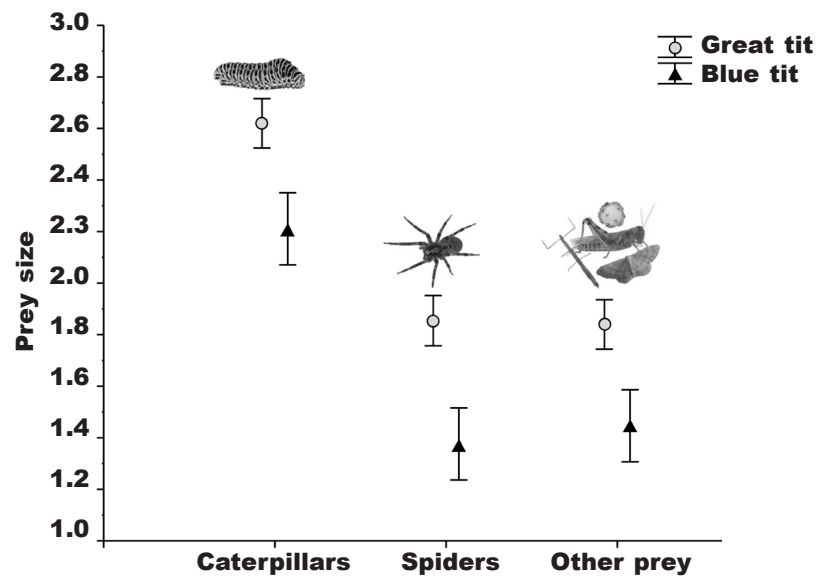 3.0
2.8
2.6
2.4
2.3
2.0
1.8
1.6
1.4
1.2
1.0
Prey size
Great tit
Blue tit
Caterpillars Spiders Other prey